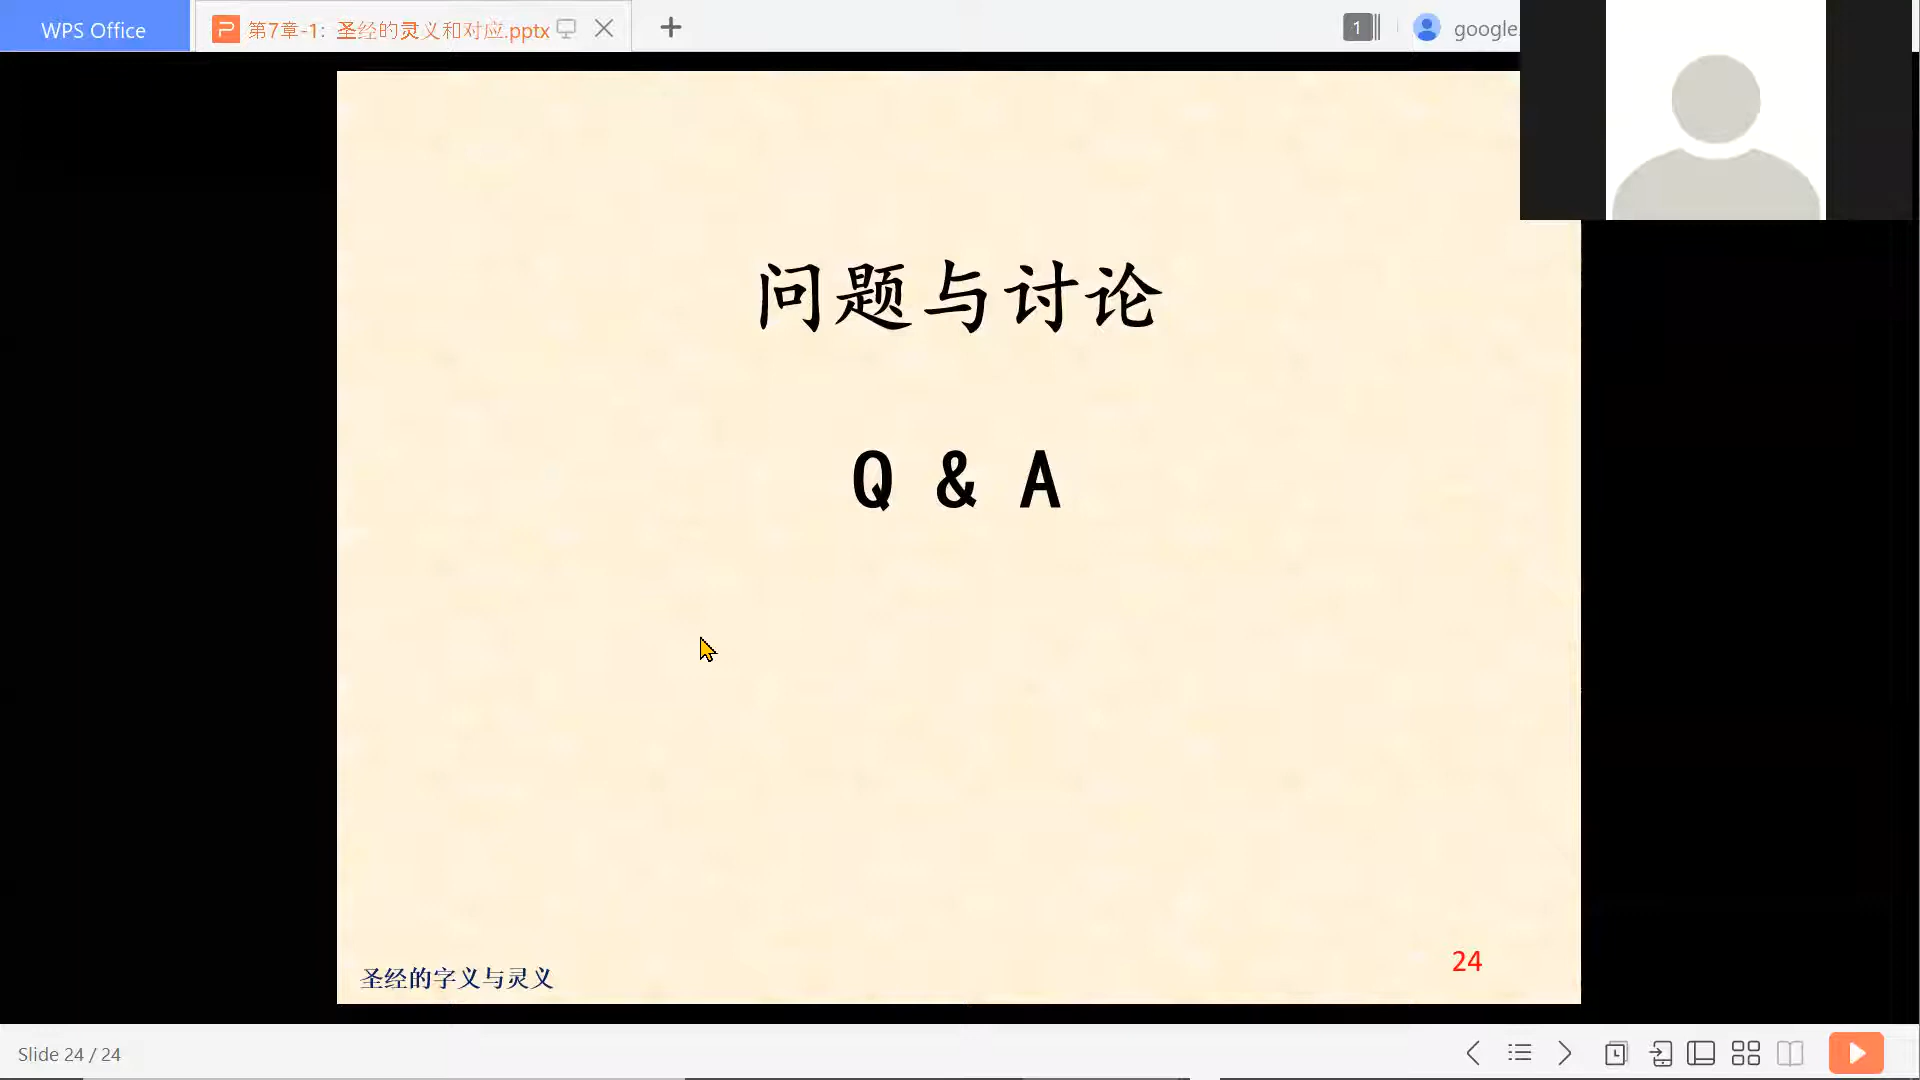 WPS Office
第7章-1：圣经的灵义和对应.pptx
1
google.
问题与讨论
Q & A
圣经的字义与灵义
24
Slide 24 / 24